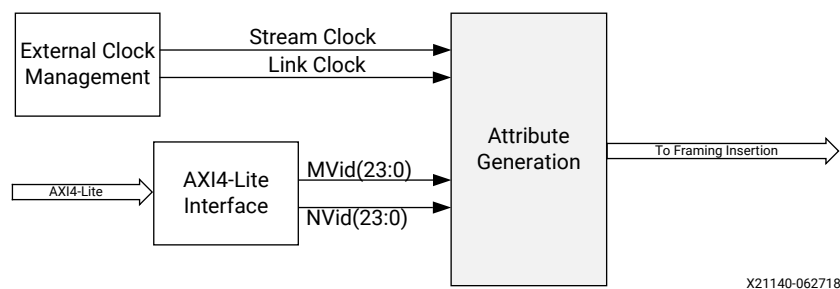 External Clock
Management
Stream Clock
Link Clock
Attribute
Generation
To Framing Insertion
AXI4-Lite
AXI4-Lite
Interface
MVid(23:0)
NVid(23:0)
X21140-062718